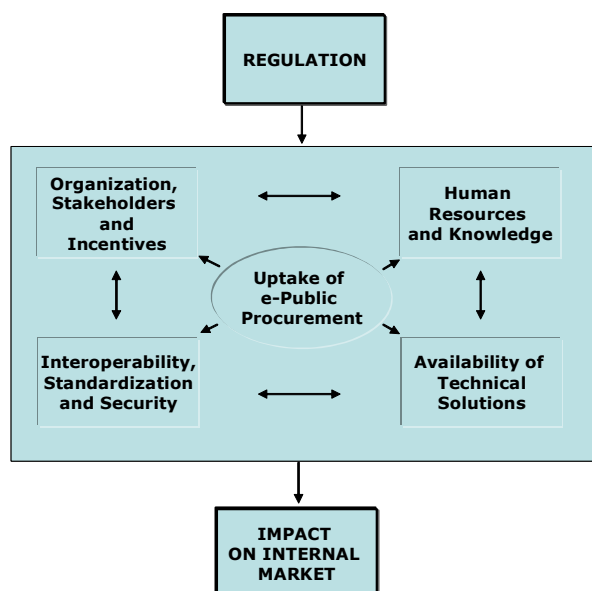 REGULATION
Organization,
Stakeholders
and
Incentives
Human
Resources
and Knowledge
Uptake of
e-Public
Procurement
Interoperability,
Standardization
and Security
Availability of
Technical
Solutions
IMPACT
ON INTERNAL
MARKET